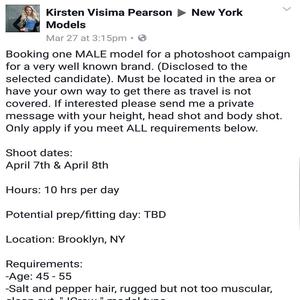 Kirsten Visima Pearson ▶ New York
Models
Mar 27 at 3:15pm •
Booking one MALE model for a photoshoot campaign
for a very well known brand. (Disclosed to the
selected candidate). Must be located in the area or
have your own way to get there as travel is not
covered. If interested please send me a private
message with your height, head shot and body shot.
Only apply if you meet ALL requirements below.
Shoot dates:
April 7th & April 8th
Hours: 10 hrs per day
Potential prep/fitting day: TBD
Location: Brooklyn, NY
Requirements:
-Age: 45 - 55
-Salt and pepper hair, rugged but not too muscular,